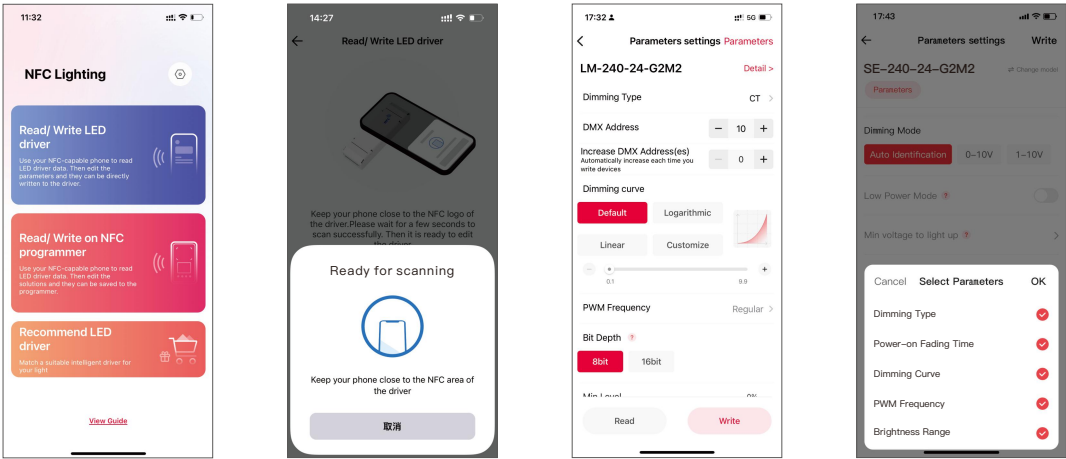 11:32
NFC Lighting
Read/ Write LED
driver
Use your NFC-capable phone to read
LED driver data. Then edit the
parameters and they can be directly
written to the driver.
Read/ Write on NFC
programmer
Use your NFC-capable phone to read
LED driver data. Then edit the
solutions and they can be saved to the
programmer.
Recommend LED
driver
Match a suitable intelligent driver for
your light
View Guide
14:27
Read/ Write LED driver
Keep your phone close to the NFC logo of
the driver.Please wait for a few seconds to
scan successfully. Then it is ready to edit
the driver
Ready for scanning
Keep your phone close to the NFC area of
the driver
取消
17:32
5G
Parameters settings Parameters
LM-240-24-G2M2 Detail >
Dimming Type CT >
DMX Address − 10 +
Increase DMX Address(es)
Automatically increase each time you
write devices
− 0 +
Dimming curve
Default Logarithmic
Linear Customize
− +
0.1 9.9
PWM Frequency Regular >
Bit Depth ?
8bit 16bit
Min Level 0%
Read Write
17:43
Parameters settings Write
SE-240-24-G2M2 ⇌ Change model
Parameters
Dimming Mode
Auto Identification 0-10V 1-10V
Low Power Mode ?
Min voltage to light up ? >
Cancel Select Parameters OK
Dimming Type
Power-on Fading Time
Dimming Curve
PWM Frequency
Brightness Range